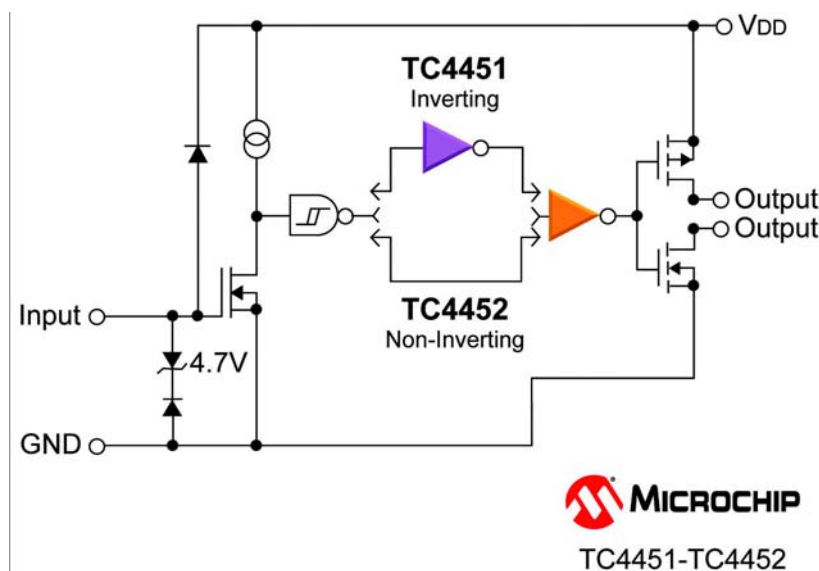 VDD
TC4451
Inverting
Output
Output
Input
4.7V
TC4452
Non-Inverting
GND
MICROCHIP
TC4451-TC4452